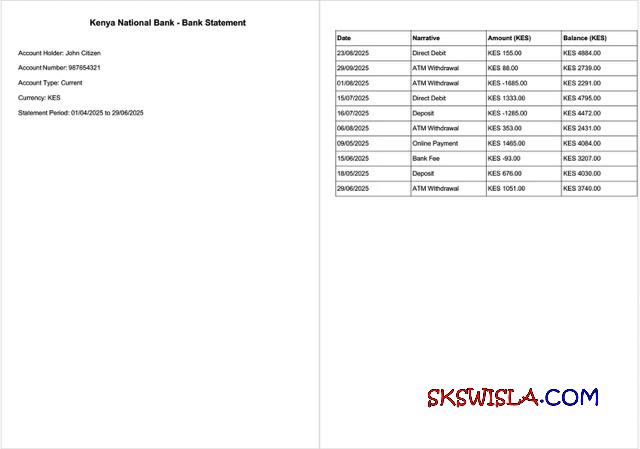 Kenya National Bank - Bank Statement
Account Holder: John Citizen
Account Number: 987654321
Account Type: Current
Currency: KES
Statement Period: 01/04/2025 to 29/06/2025
Date Narrative Amount (KES) Balance (KES)
23/08/2025 Direct Debit KES 155.00 KES 4884.00
29/09/2025 ATM Withdrawal KES 88.00 KES 2739.00
01/08/2025 ATM Withdrawal KES -1685.00 KES 2291.00
15/07/2025 Direct Debit KES 1333.00 KES 4795.00
16/07/2025 Deposit KES -1285.00 KES 4472.00
06/08/2025 ATM Withdrawal KES 353.00 KES 2431.00
09/05/2025 Online Payment KES 1465.00 KES 4084.00
15/06/2025 Bank Fee KES -93.00 KES 3207.00
18/05/2025 Deposit KES 676.00 KES 4030.00
29/06/2025 ATM Withdrawal KES 1051.00 KES 3740.00
SKSWISLA.COM